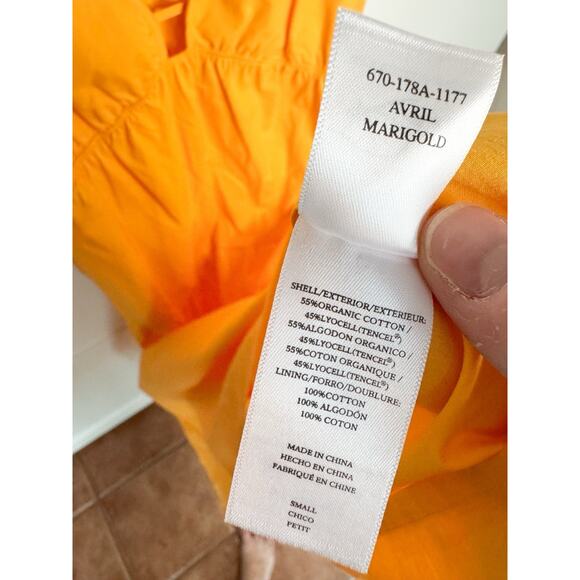 670-178A-1177
AVRIL
MARIGOLD
SHELL/EXTERIOR/EXTERIEUR:
55%ORGANIC COTTON /
45%LYOCELL(TENCEL®)
55%ALGODON ORGANICO /
45%LYOCELL(TENCEL®)
55%COTON ORGANIQUE /
45%LYOCELL(TENCEL®)
LINING/FORRO/DOUBLURE:
100%COTTON
100% ALGODÓN
100% COTON
MADE IN CHINA
HECHO EN CHINA
FABRIQUÉ EN CHINE
SMALL
CHICO
PETIT